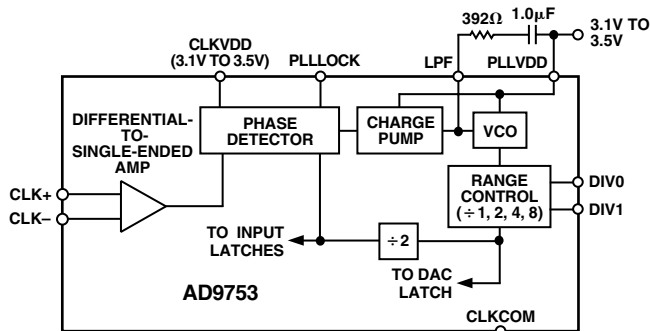 392Ω
1.0µF
3.1V TO
3.5V
CLKVDD
(3.1V TO 3.5V)
PLLLOCK
LPF
PLLVDD
DIFFERENTIAL-
TO-
SINGLE-ENDED
AMP
PHASE
DETECTOR
CHARGE
PUMP
VCO
CLK+
CLK–
RANGE
CONTROL
(÷1, 2, 4, 8)
DIV0
DIV1
TO INPUT
LATCHES
÷2
TO DAC
LATCH
AD9753
CLKCOM